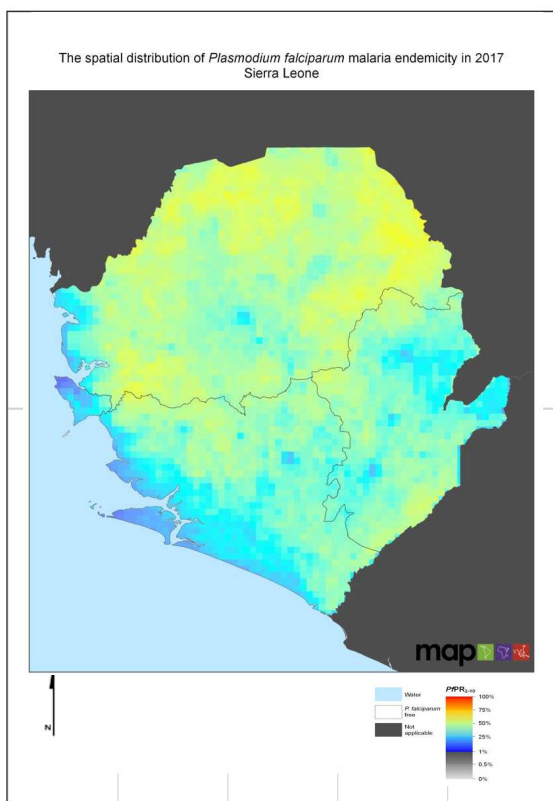 The spatial distribution of Plasmodium falciparum malaria endemicity in 2017
Sierra Leone
map
N
Water
P. falciparum
free
Not
applicable
PfPR2-10
100%
75%
50%
25%
1%
0.5%
0%